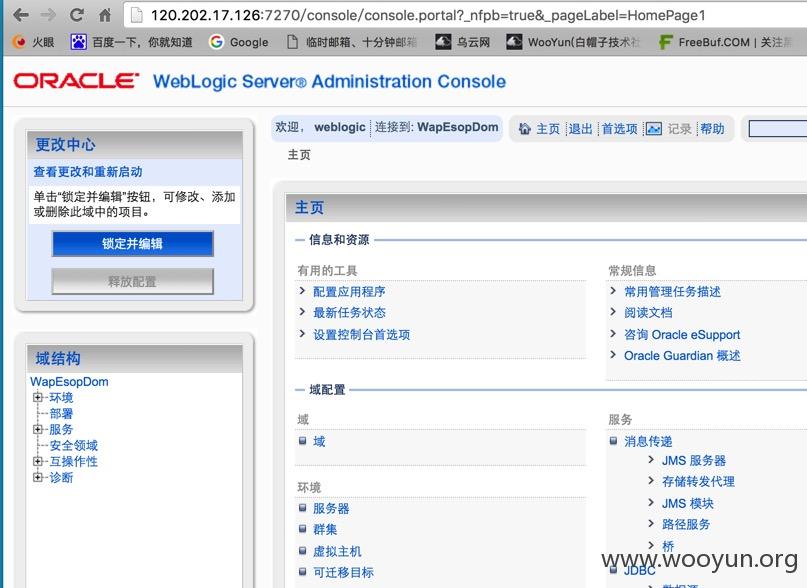 120.202.17.126:7270/console/console.portal?_nfpb=true&_pageLabel=HomePage1
火眼 百度一下，你就知道 Google 临时邮箱、十分钟邮箱 乌云网 WooYun(白帽子技术社 FreeBuf.COM | 关注
ORACLE WebLogic Server® Administration Console
更改中心
查看更改和重新启动
单击“锁定并编辑”按钮，可修改、添加
或删除此域中的项目。
锁定并编辑
释放配置
域结构
WapEsopDom
环境
部署
服务
安全领域
互操作性
诊断
欢迎，weblogic 连接到: WapEsopDom 主页 退出 首选项 记录 帮助
主页
主页
信息和资源
有用的工具
配置应用程序
最新任务状态
设置控制台首选项
常规信息
常用管理任务描述
阅读文档
咨询 Oracle eSupport
Oracle Guardian 概述
域配置
域
域
环境
服务器
群集
虚拟主机
可迁移目标
服务
消息传递
JMS 服务器
存储转发代理
JMS 模块
路径服务
桥
JDBC
www.wooyun.org